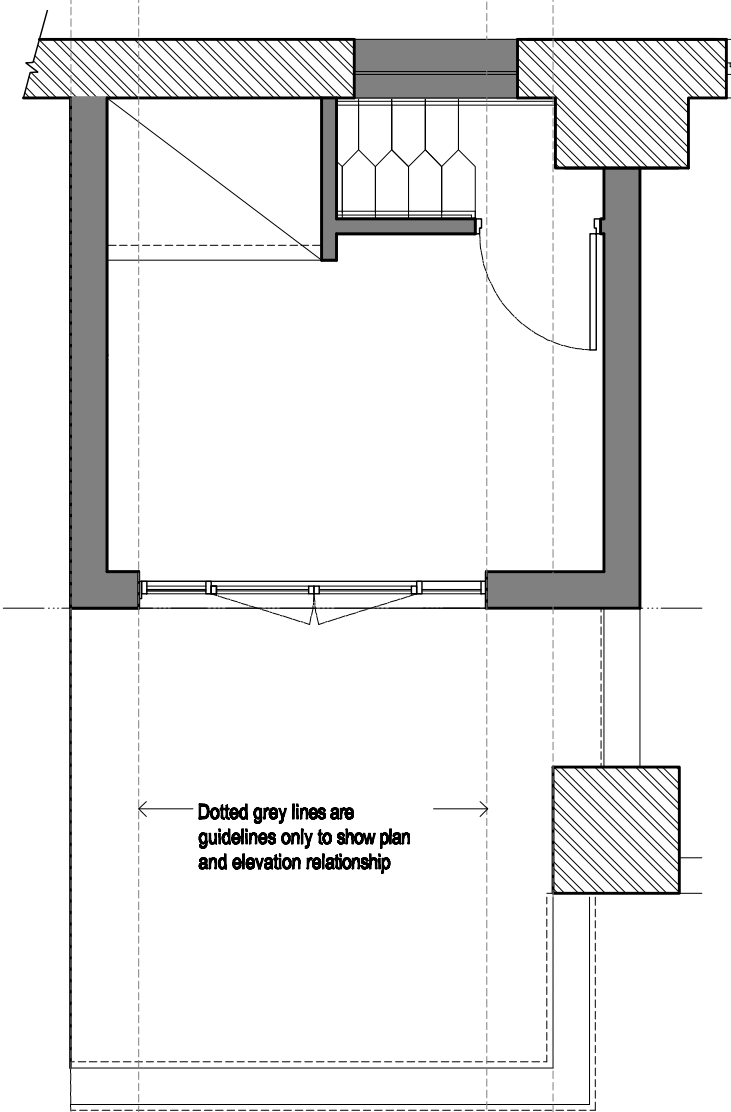 Dotted grey lines are
guidelines only to show plan
and elevation relationship